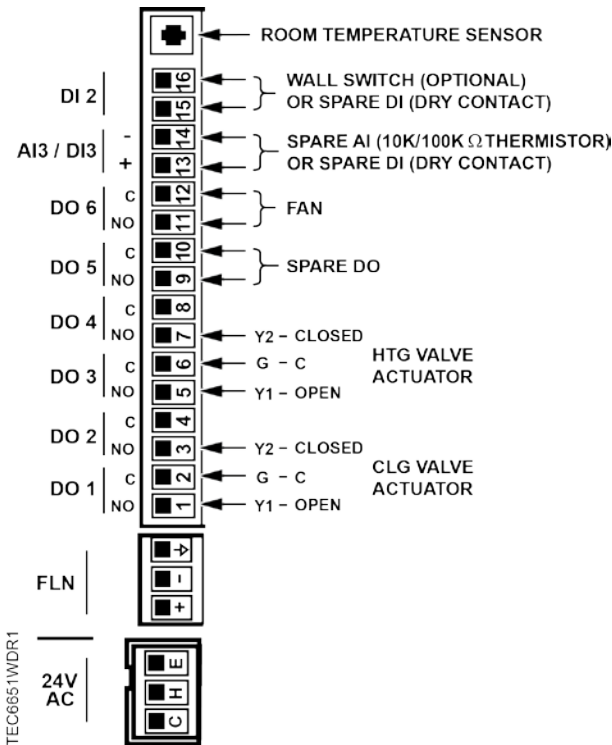 ROOM TEMPERATURE SENSOR
DI 2
16
15
WALL SWITCH (OPTIONAL)
OR SPARE DI (DRY CONTACT)
AI3 / DI3
-
+
14
13
SPARE AI (10K/100K Ω THERMISTOR)
OR SPARE DI (DRY CONTACT)
DO 6
C
NO
12
11
FAN
DO 5
C
NO
10
9
SPARE DO
DO 4
C
NO
8
7
Y2 – CLOSED
DO 3
C
NO
6
5
G – C
Y1 – OPEN
HTG VALVE
ACTUATOR
DO 2
C
NO
4
3
Y2 – CLOSED
DO 1
C
NO
2
1
G – C
Y1 – OPEN
CLG VALVE
ACTUATOR
FLN
-
+
24V
AC
E
H
C
TEC6651WDR1